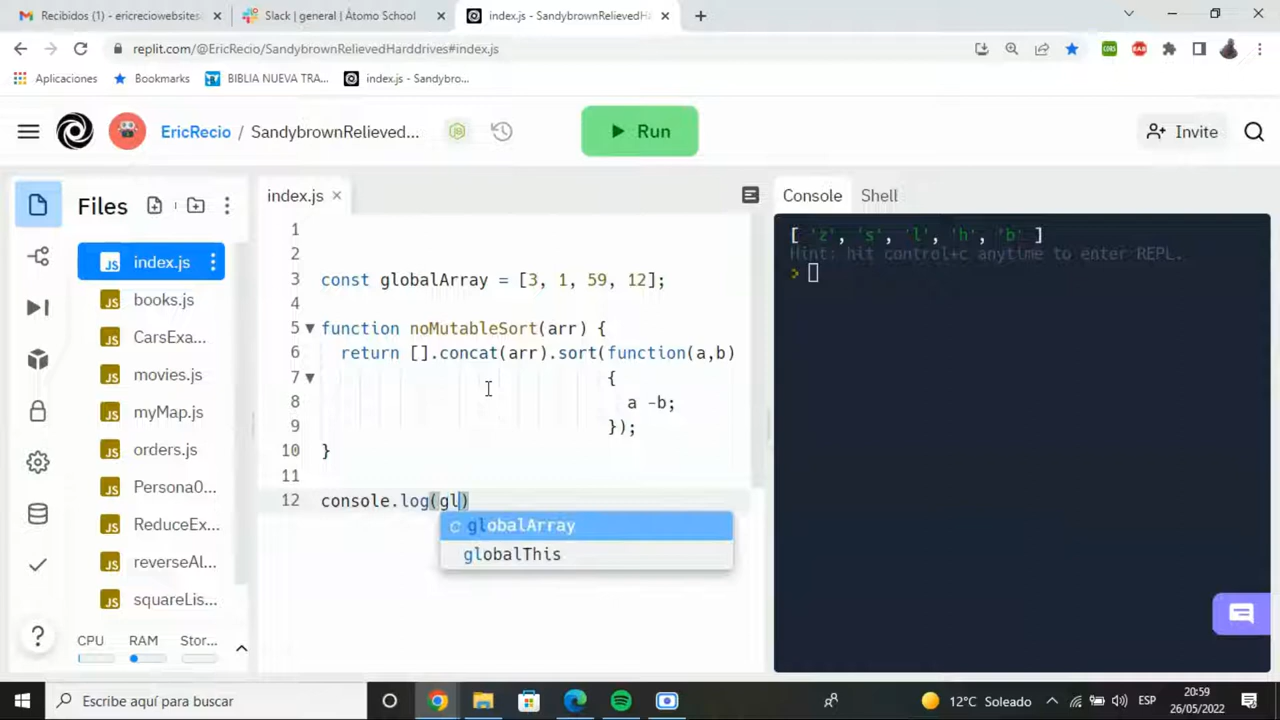 Recibidos (1) - ericreciowebsites
Slack | general | Átomo School
index.js - SandybrownRelievedHa
replit.com/@EricRecio/SandybrownRelievedHarddrives#index.js
Aplicaciones
Bookmarks
BIBLIA NUEVA TRA...
index.js - Sandybro...
EricRecio / SandybrownRelieved...
Run
Invite
Files
index.js
books.js
CarsExa...
movies.js
myMap.js
orders.js
Persona0...
ReduceEx...
reverseAl...
squareLis...
CPU RAM Stor...
index.js
1
2
3 const globalArray = [3, 1, 59, 12];
4
5 function noMutableSort(arr) {
6 return [].concat(arr).sort(function(a,b)
7 {
8 a -b;
9 });
10 }
11
12 console.log(gl)
globalArray
globalThis
Console Shell
[ 'z', 's', 'l', 'h', 'b' ]
Hint: hit control+c anytime to enter REPL.
>
Escribe aquí para buscar
12°C Soleado
ESP
20:59
26/05/2022